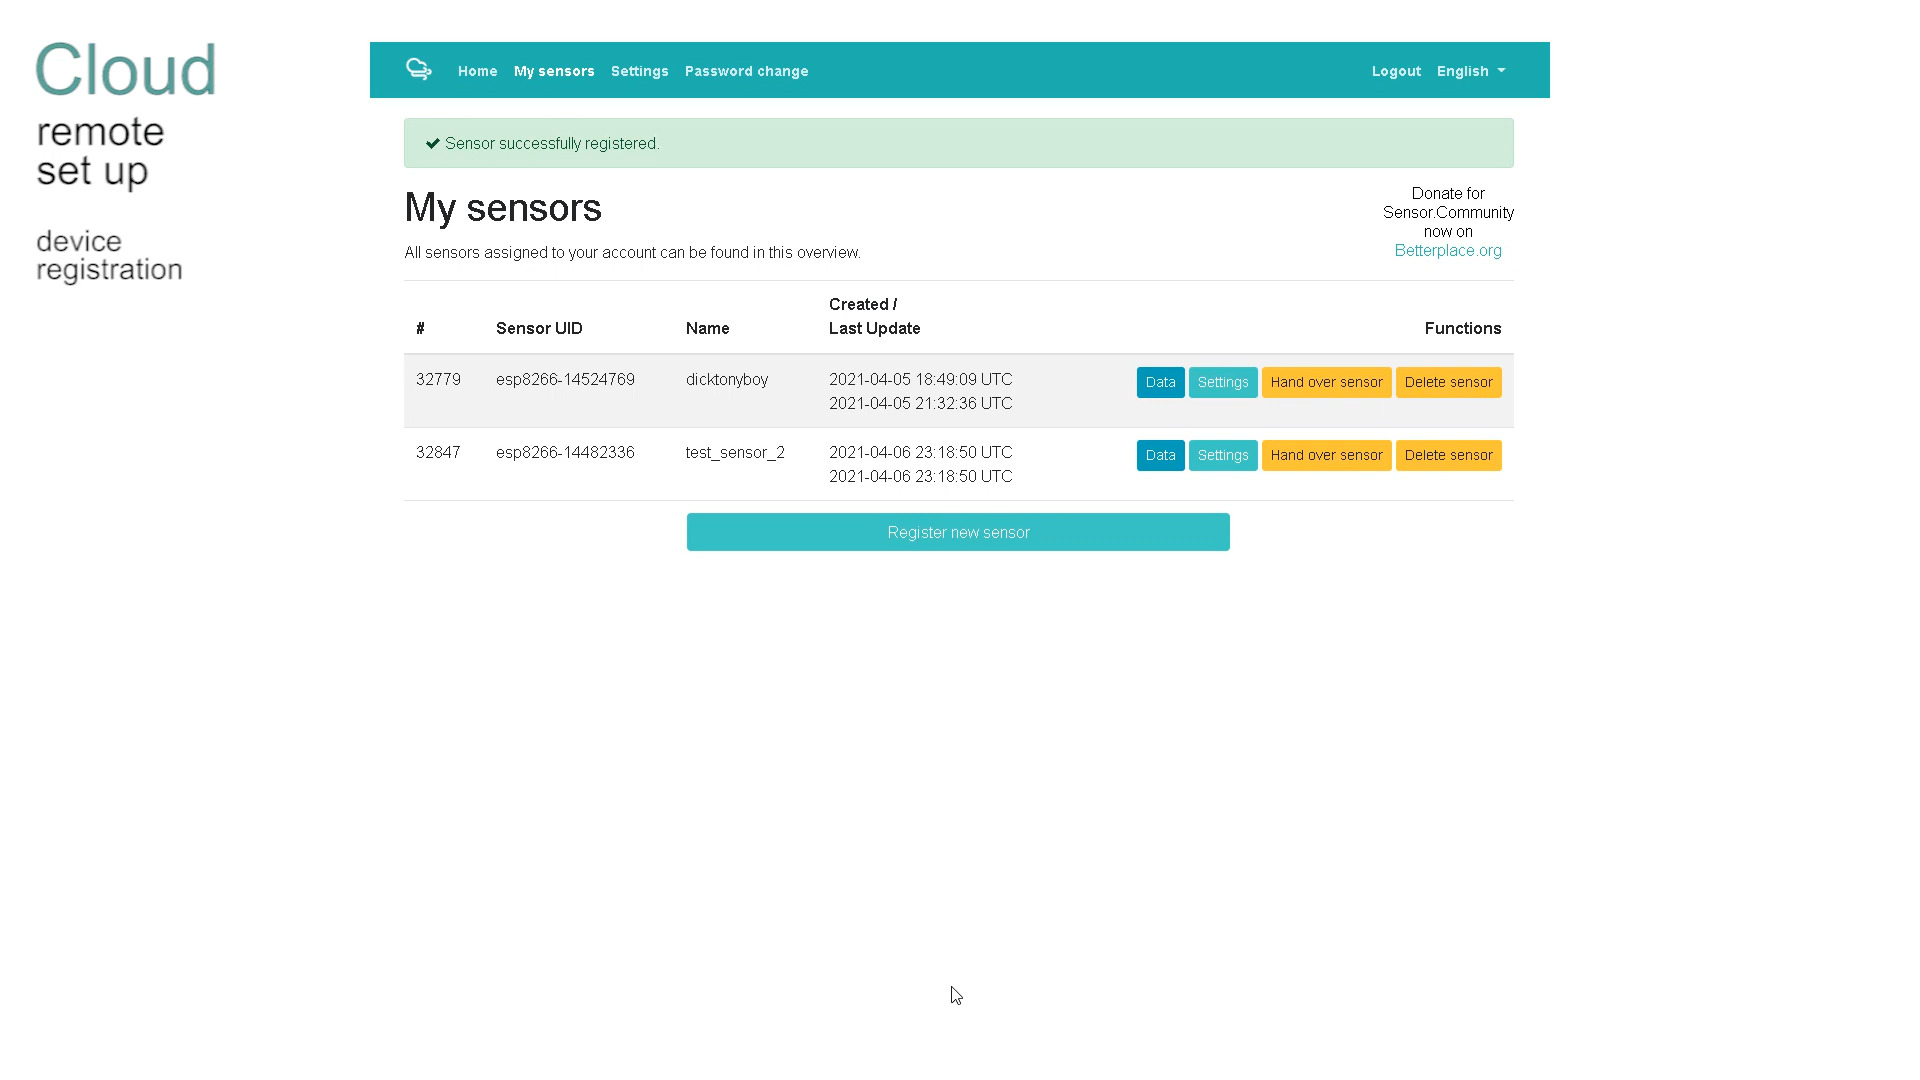 Cloud
remote
set up
device
registration
Home My sensors Settings Password change Logout English
Sensor successfully registered.
My sensors
All sensors assigned to your account can be found in this overview.
Donate for
Sensor.Community
now on
Betterplace.org
# Sensor UID Name Created / Last Update Functions
32779 esp8266-14524769 dicktonyboy 2021-04-05 18:49:09 UTC Data Settings Hand over sensor Delete sensor
2021-04-05 21:32:36 UTC
32847 esp8266-14482336 test_sensor_2 2021-04-06 23:18:50 UTC Data Settings Hand over sensor Delete sensor
2021-04-06 23:18:50 UTC
Register new sensor